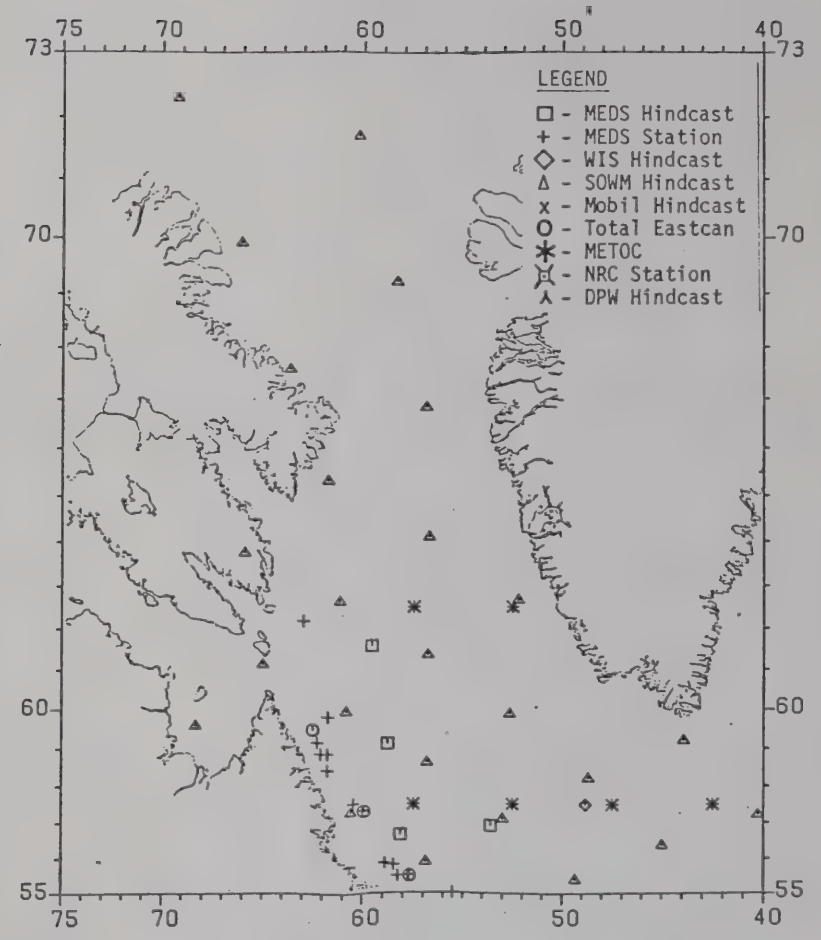 75 70 60 50 40
73 73
LEGEND
□ - MEDS Hindcast
+ - MEDS Station
◇ - WIS Hindcast
Δ - SOWM Hindcast
x - Mobil Hindcast
O - Total Eastcan
* - METOC
- NRC Station
- DPW Hindcast
70 70
60 60
55 55
75 70 60 50 40